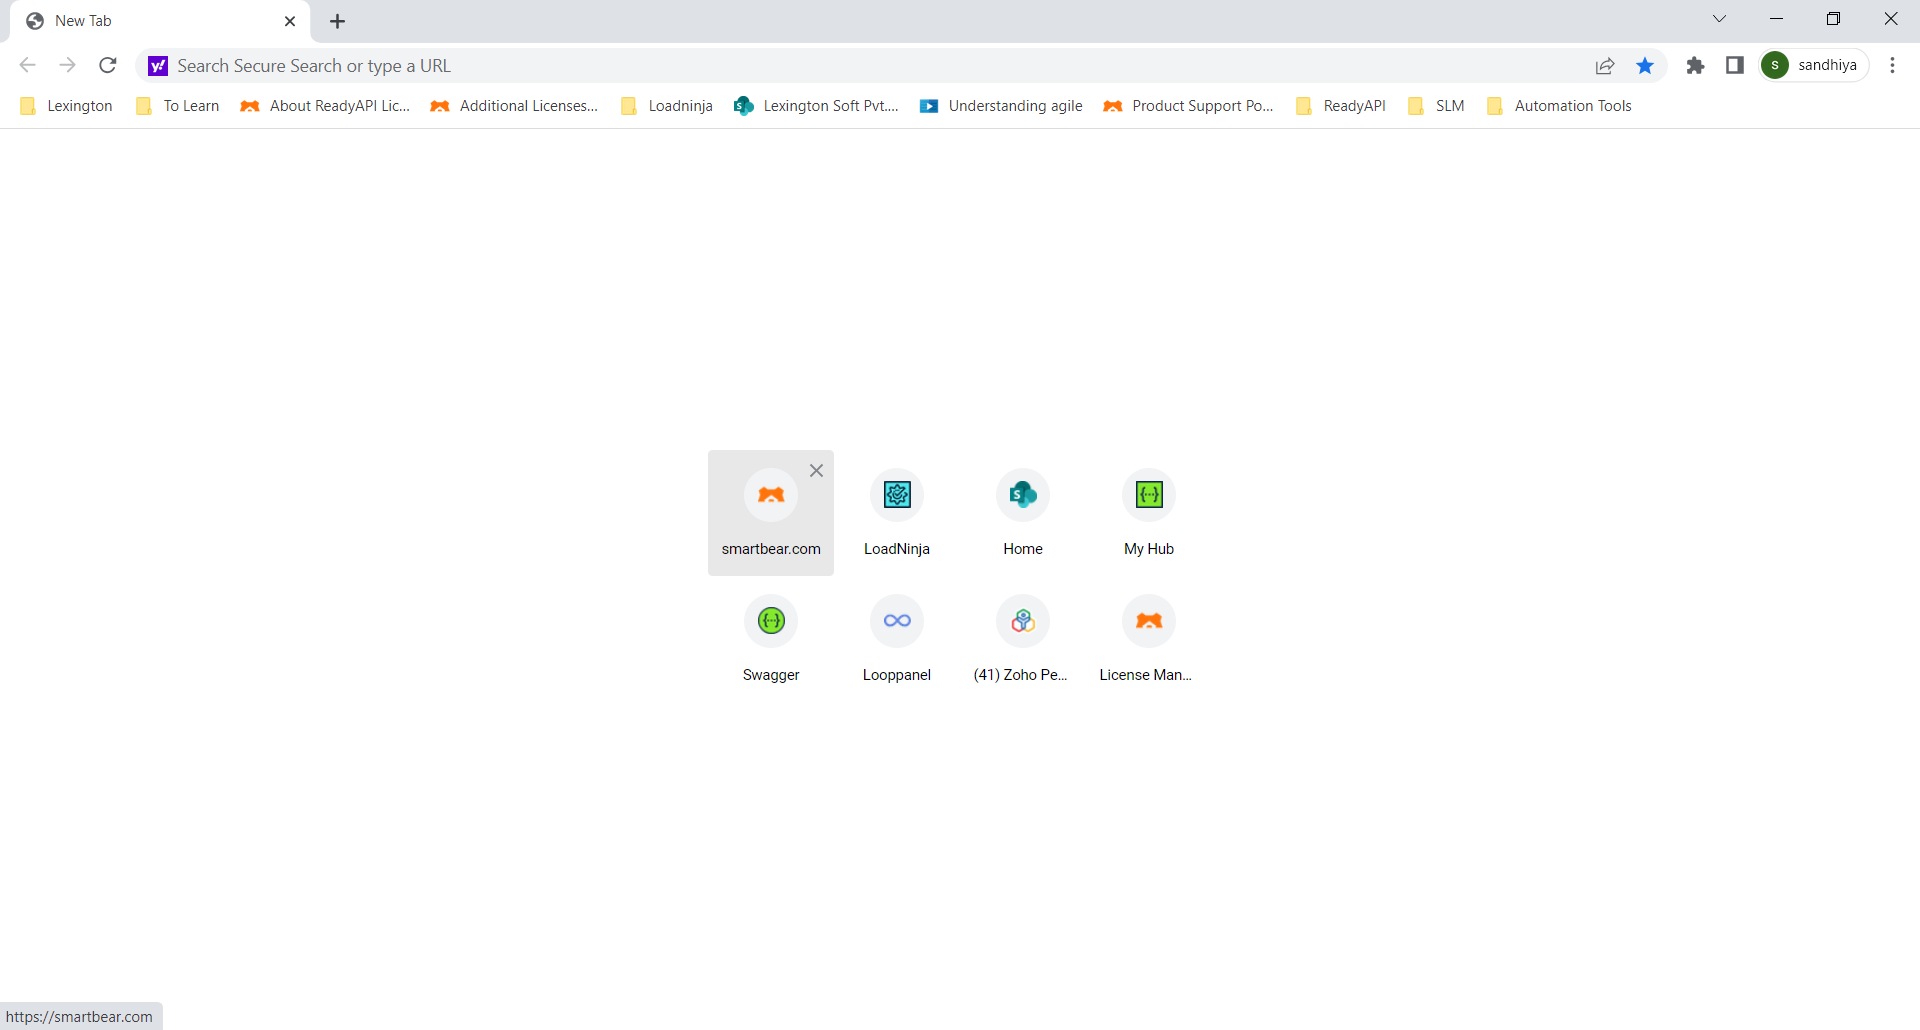 New Tab
Search Secure Search or type a URL
s
sandhiya
Lexington To Learn About ReadyAPI Lic... Additional Licenses... Loadninja Lexington Soft Pvt.... Understanding agile Product Support Po... ReadyAPI SLM Automation Tools
smartbear.com LoadNinja Home My Hub
Swagger Looppanel (41) Zoho Pe... License Man...
https://smartbear.com